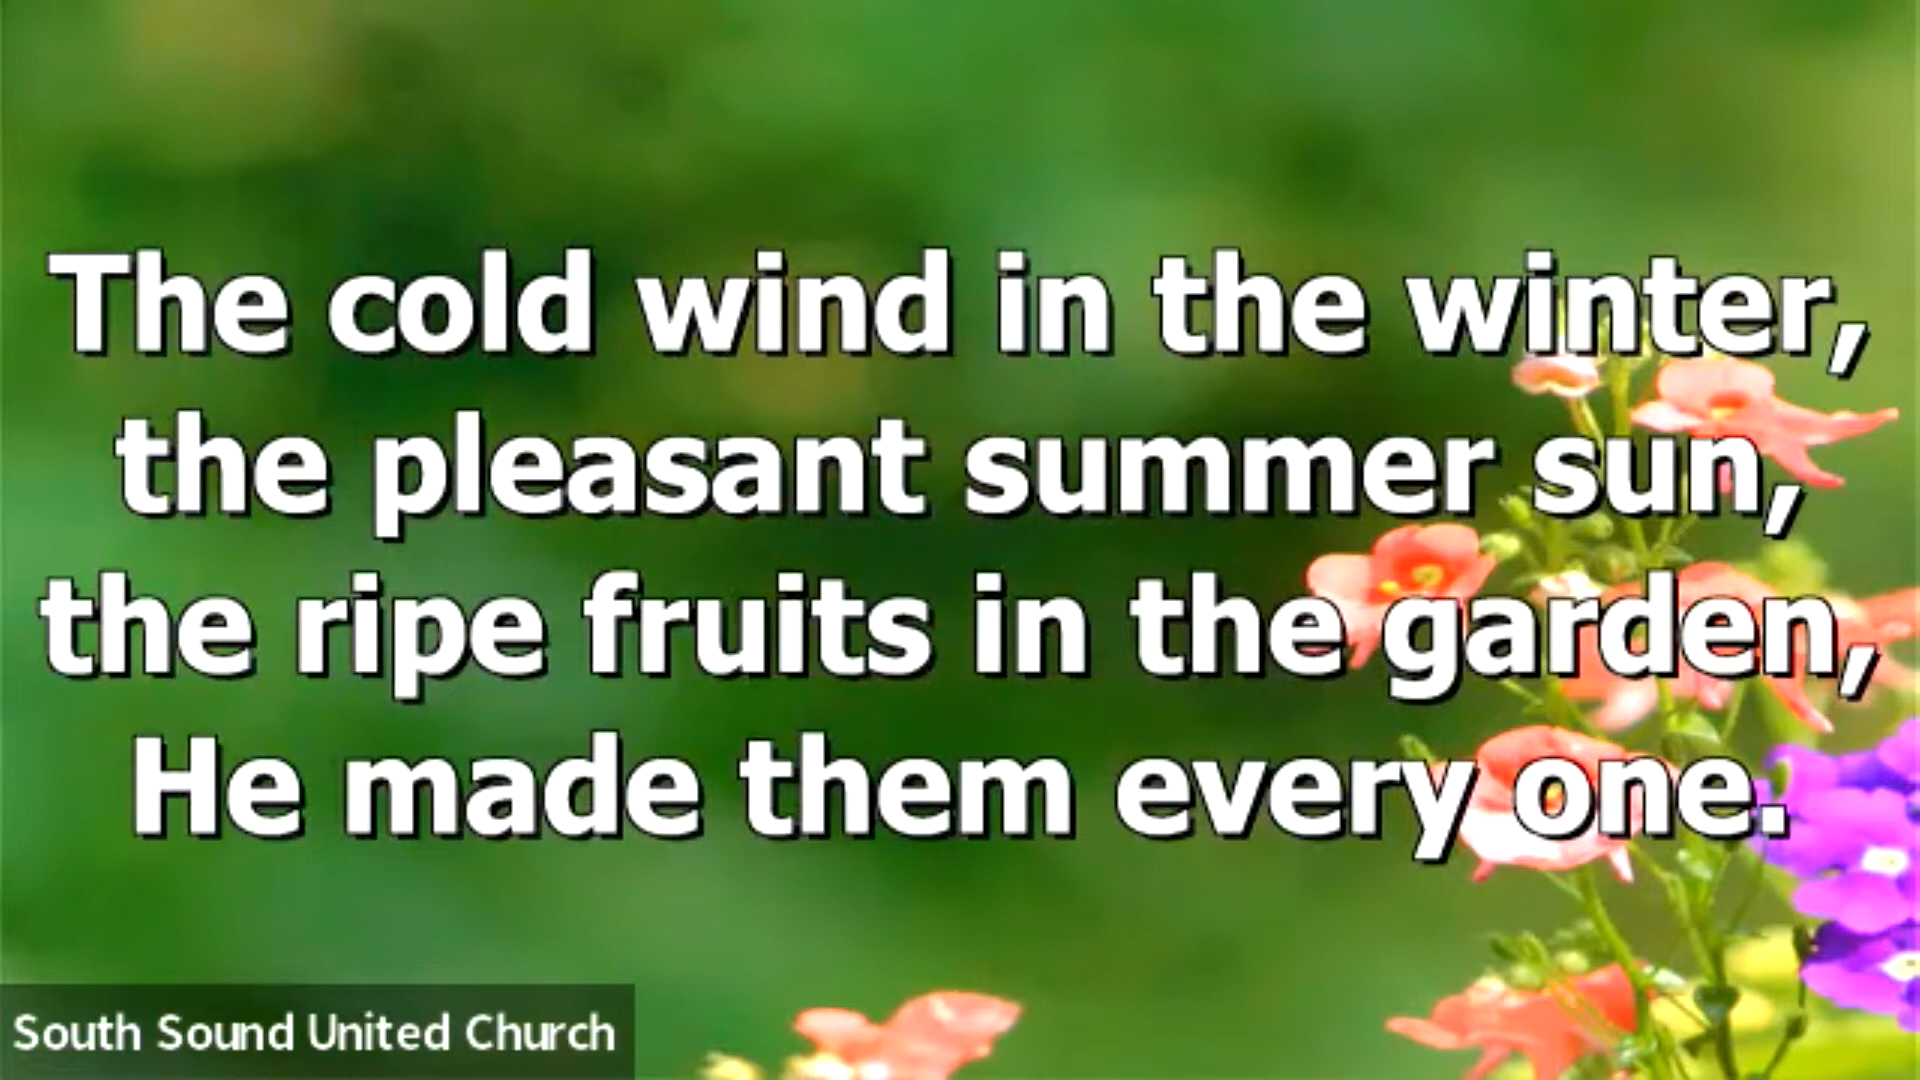 The cold wind in the winter,
the pleasant summer sun,
the ripe fruits in the garden,
He made them every one.
South Sound United Church